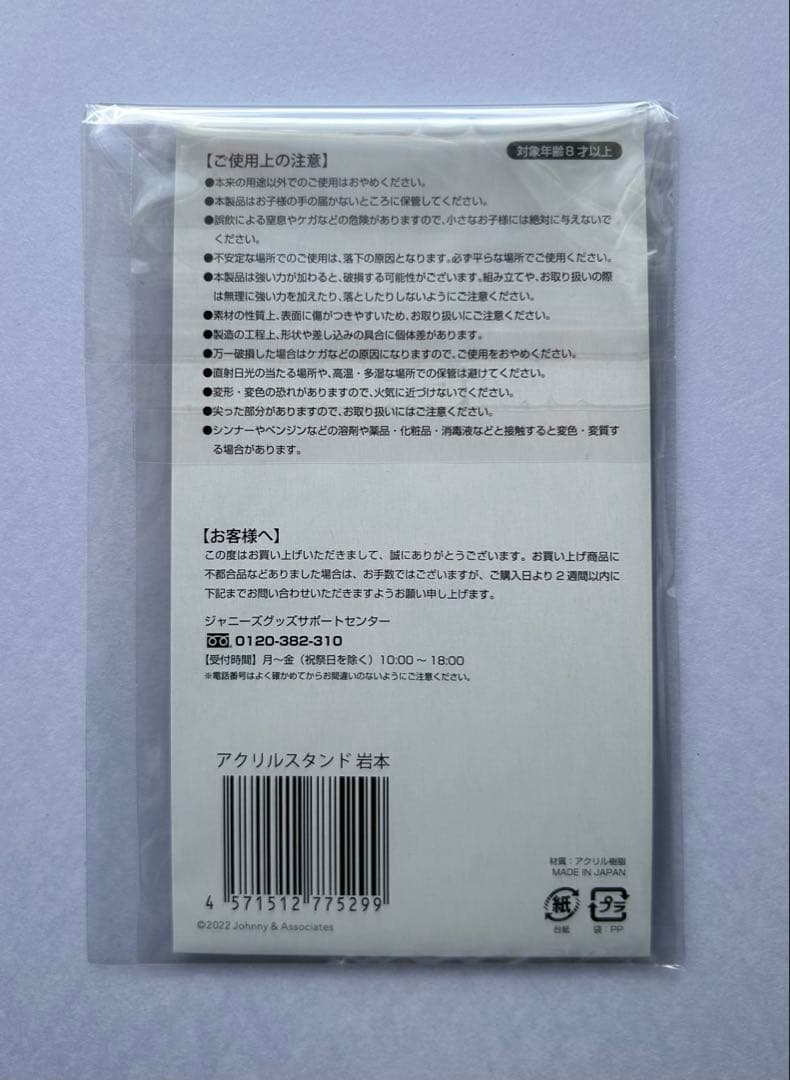 対象年齢8才以上
【ご使用上の注意】
●本来の用途以外でのご使用はおやめください。
●本製品はお子様の手の届かないところに保管してください。
●誤飲による窒息やケガなどの危険がありますので、小さなお子様には絶対に与えないで
ください。
●不安定な場所でのご使用は、落下の原因となります。必ず平らな場所でご使用ください。
●本製品は強い力が加わると、破損する可能性がございます。組み立てや、お取り扱いの際
は無理に強い力を加えたり、落としたりしないようにご注意ください。
●素材の性質上、表面に傷がつきやすいため、お取り扱いにご注意ください。
●製造の工程上、形状や差し込みの具合に個体差があります。
●万一破損した場合はケガなどの原因になりますので、ご使用をおやめください。
●直射日光の当たる場所や、高温・多湿な場所での保管は避けてください。
●変形・変色の恐れがありますので、火気に近づけないでください。
●尖った部分がありますので、お取り扱いにはご注意ください。
●シンナーやベンジンなどの溶剤や薬品・化粧品・消毒液などと接触すると変色・変質す
る場合があります。
【お客様へ】
この度はお買い上げいただきまして、誠にありがとうございます。お買い上げ商品に
不都合品などありました場合は、お手数ではございますが、ご購入日より2週間以内に
下記までお問い合わせいただきますようお願い申し上げます。
ジャニーズグッズサポートセンター
0120-382-310
【受付時間】月〜金（祝祭日を除く）10:00〜18:00
※電話番号はよく確かめてからお間違いのないようにご注意ください。
アクリルスタンド 岩本
4 571512 775299
©2022 Johnny & Associates
材質：アクリル樹脂
MADE IN JAPAN
紙 プラ
台紙 袋：PP